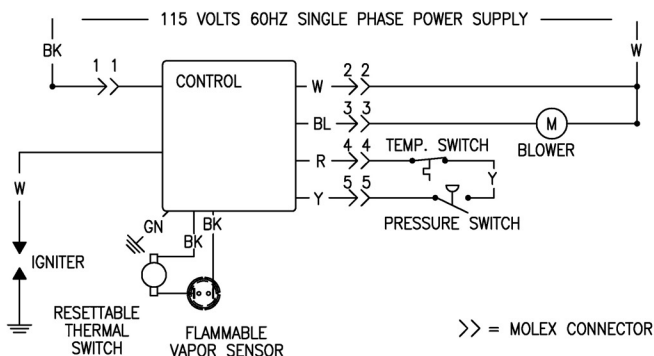 115 VOLTS 60HZ SINGLE PHASE POWER SUPPLY
BK
W
1 1
CONTROL
W
2 2
BL
3 3
M
BLOWER
R
4 4
TEMP. SWITCH
Y
Y
5 5
PRESSURE SWITCH
W
IGNITER
GN
BK
BK
RESETTABLE
THERMAL
SWITCH
FLAMMABLE
VAPOR SENSOR
>> = MOLEX CONNECTOR